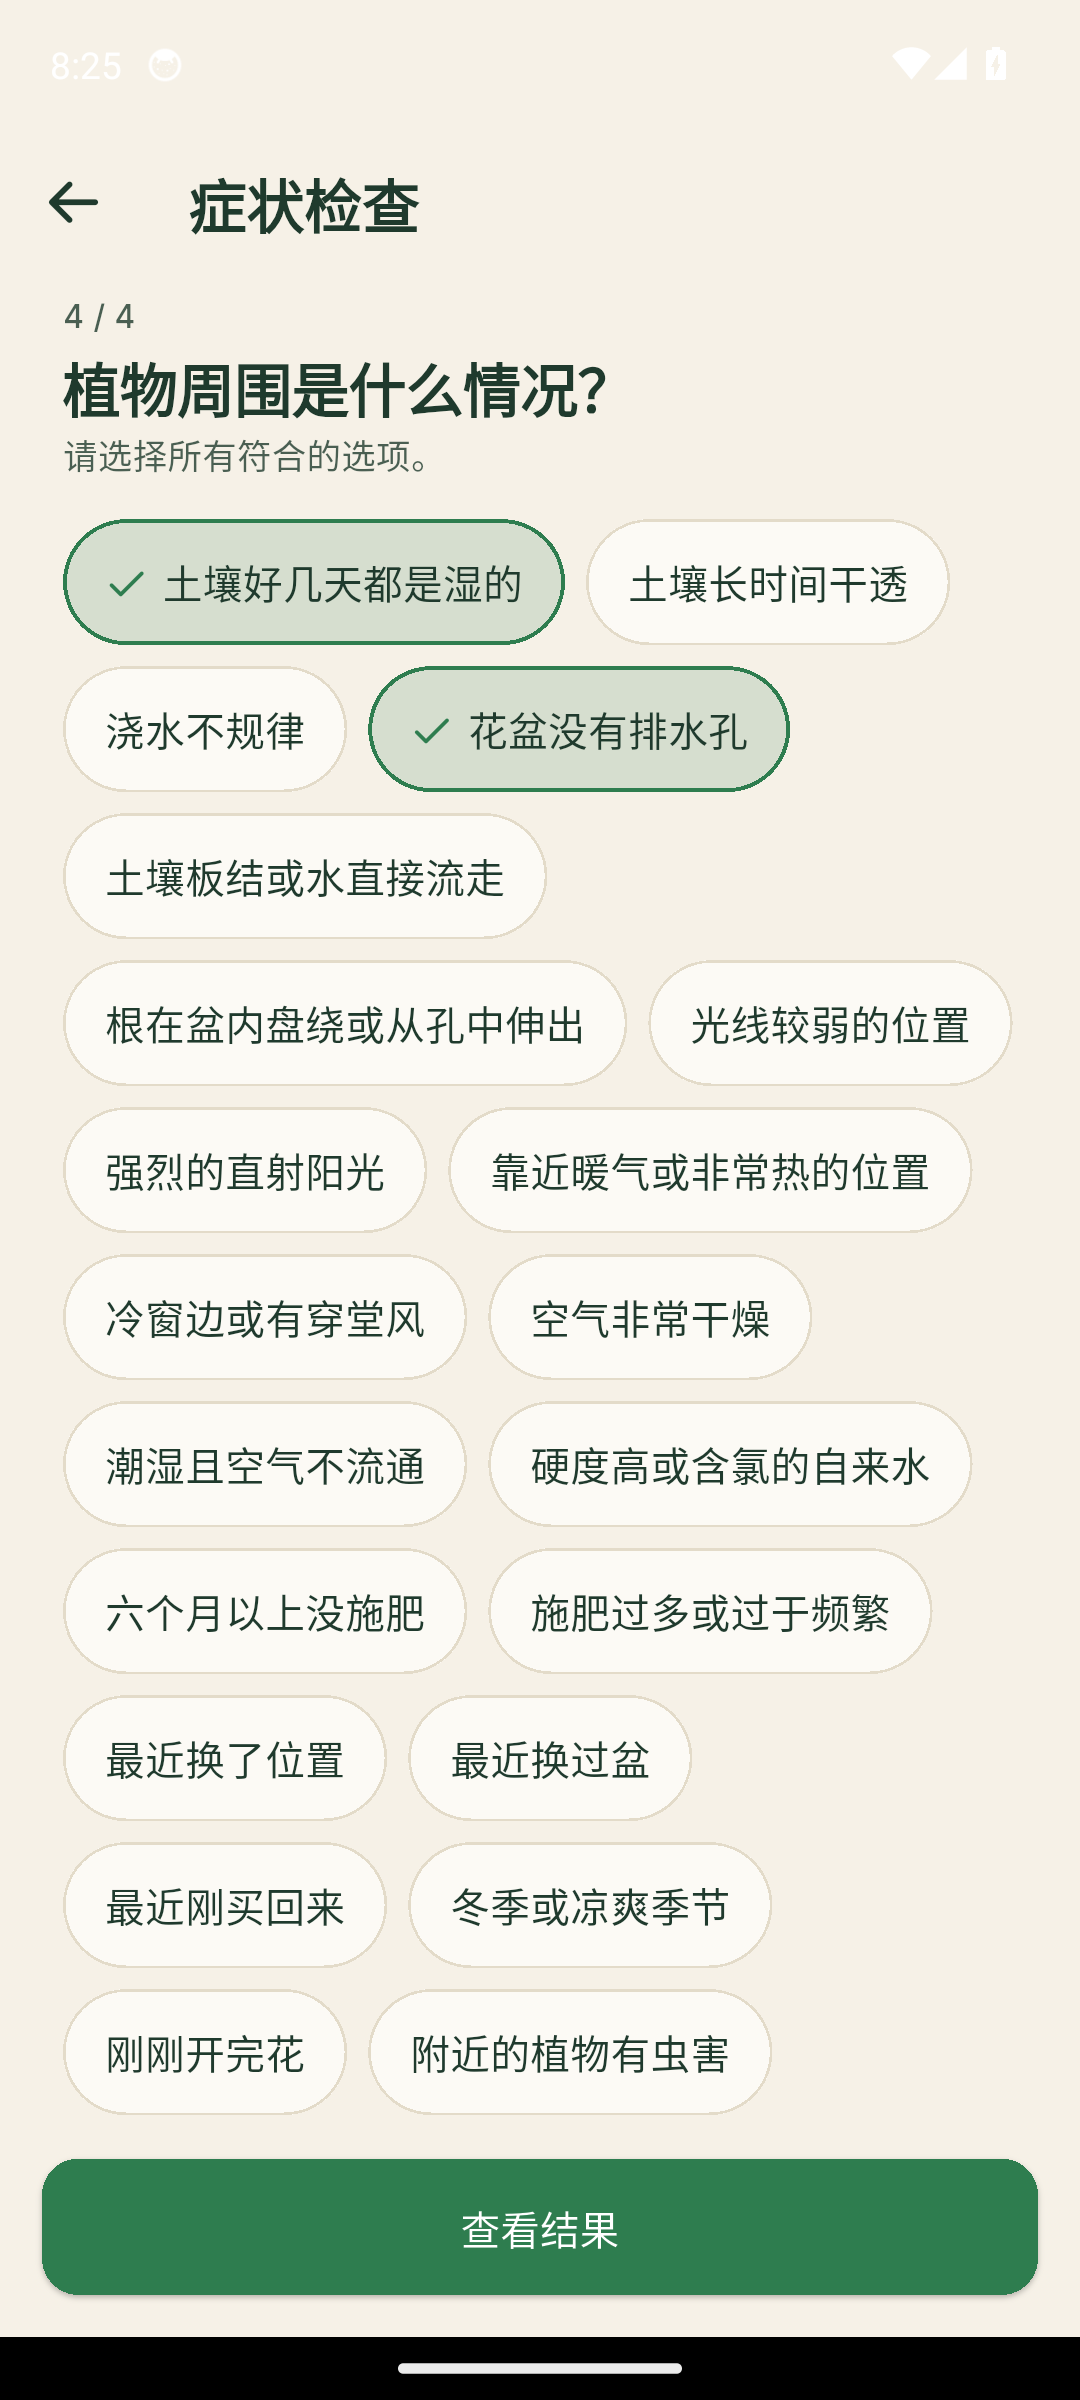 8:25
症状检查
4 / 4
植物周围是什么情况？
请选择所有符合的选项。
土壤好几天都是湿的
土壤长时间干透
浇水不规律
花盆没有排水孔
土壤板结或水直接流走
根在盆内盘绕或从孔中伸出
光线较弱的位置
强烈的直射阳光
靠近暖气或非常热的位置
冷窗边或有穿堂风
空气非常干燥
潮湿且空气不流通
硬度高或含氯的自来水
六个月以上没施肥
施肥过多或过于频繁
最近换了位置
最近换过盆
最近刚买回来
冬季或凉爽季节
刚刚开完花
附近的植物有虫害
查看结果